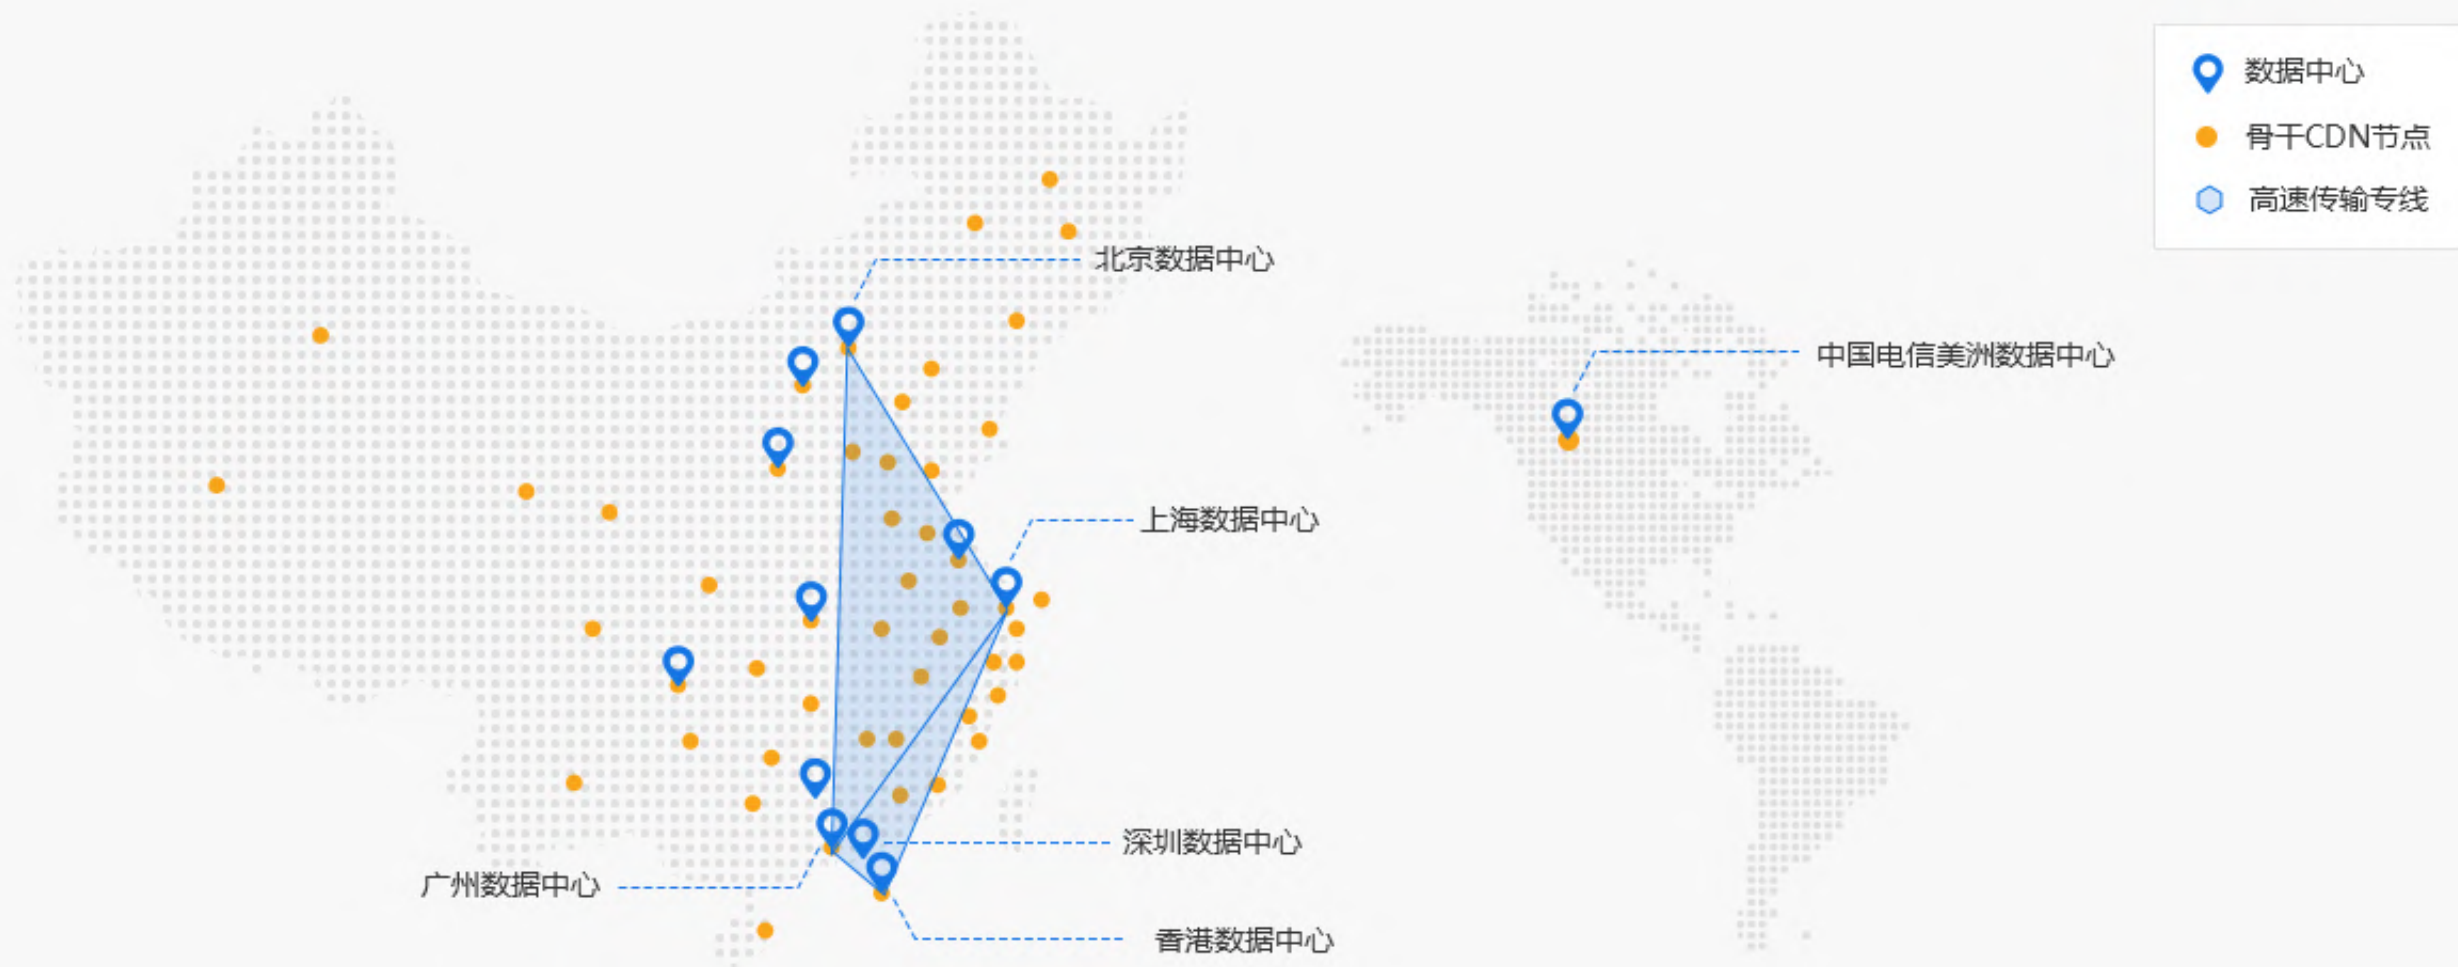 数据中心
骨干CDN节点
高速传输专线
北京数据中心
中国电信美洲数据中心
上海数据中心
深圳数据中心
广州数据中心
香港数据中心